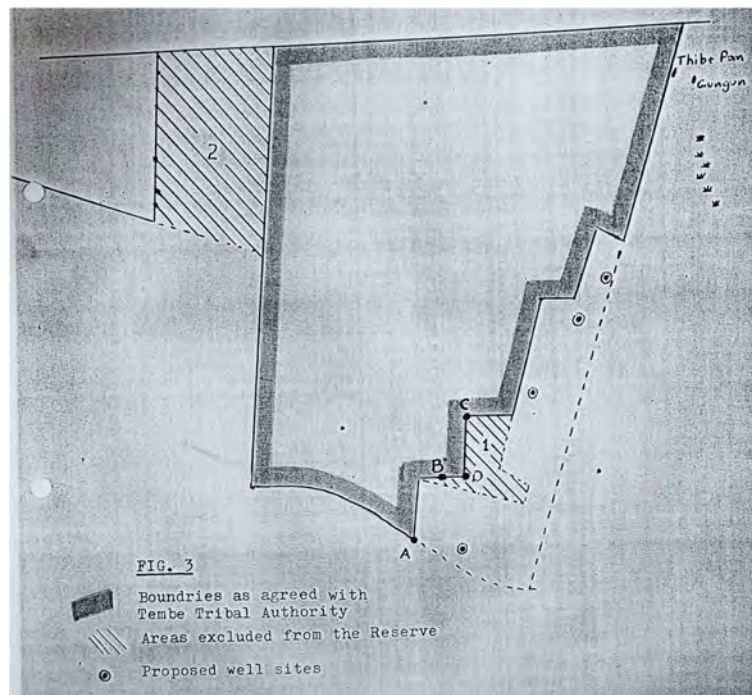 Thibe Pan
Gungun
2
C
1
B
D
A
FIG. 3
Boundries as agreed with
Tembe Tribal Authority
Areas excluded from the Reserve
Proposed well sites